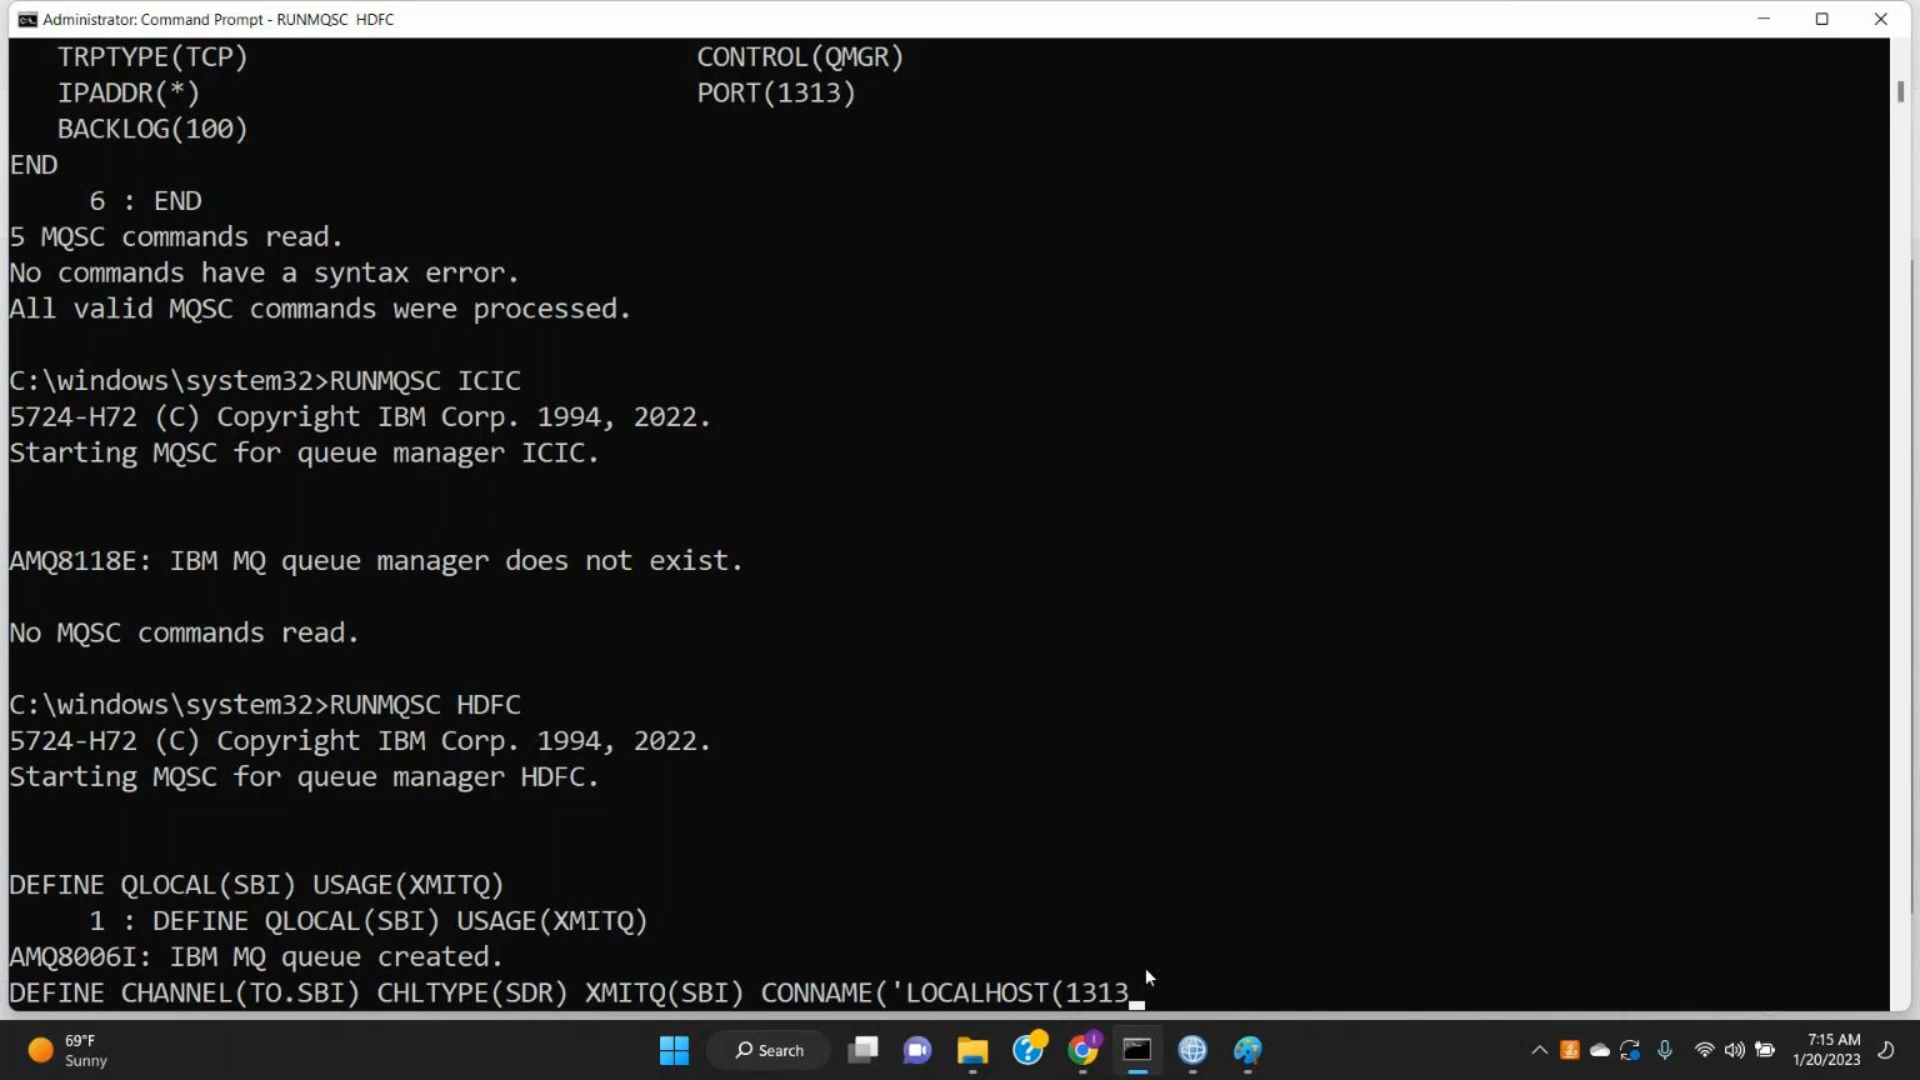 Administrator: Command Prompt - RUNMQSC HDFC
TRPTYPE(TCP) CONTROL(QMGR)
IPADDR(*) PORT(1313)
BACKLOG(100)
END
6 : END
5 MQSC commands read.
No commands have a syntax error.
All valid MQSC commands were processed.
C:\windows\system32>RUNMQSC ICIC
5724-H72 (C) Copyright IBM Corp. 1994, 2022.
Starting MQSC for queue manager ICIC.
AMQ8118E: IBM MQ queue manager does not exist.
No MQSC commands read.
C:\windows\system32>RUNMQSC HDFC
5724-H72 (C) Copyright IBM Corp. 1994, 2022.
Starting MQSC for queue manager HDFC.
DEFINE QLOCAL(SBI) USAGE(XMITQ)
1 : DEFINE QLOCAL(SBI) USAGE(XMITQ)
AMQ8006I: IBM MQ queue created.
DEFINE CHANNEL(TO.SBI) CHLTYPE(SDR) XMITQ(SBI) CONNAME('LOCALHOST(1313
69°F
Sunny
Search
7:15 AM
1/20/2023